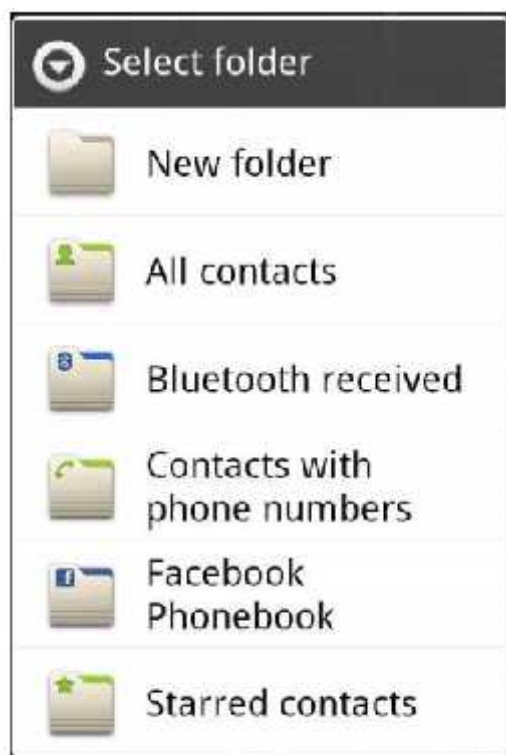 Select folder
New folder
All contacts
Bluetooth received
Contacts with
phone numbers
Facebook
Phonebook
Starred contacts